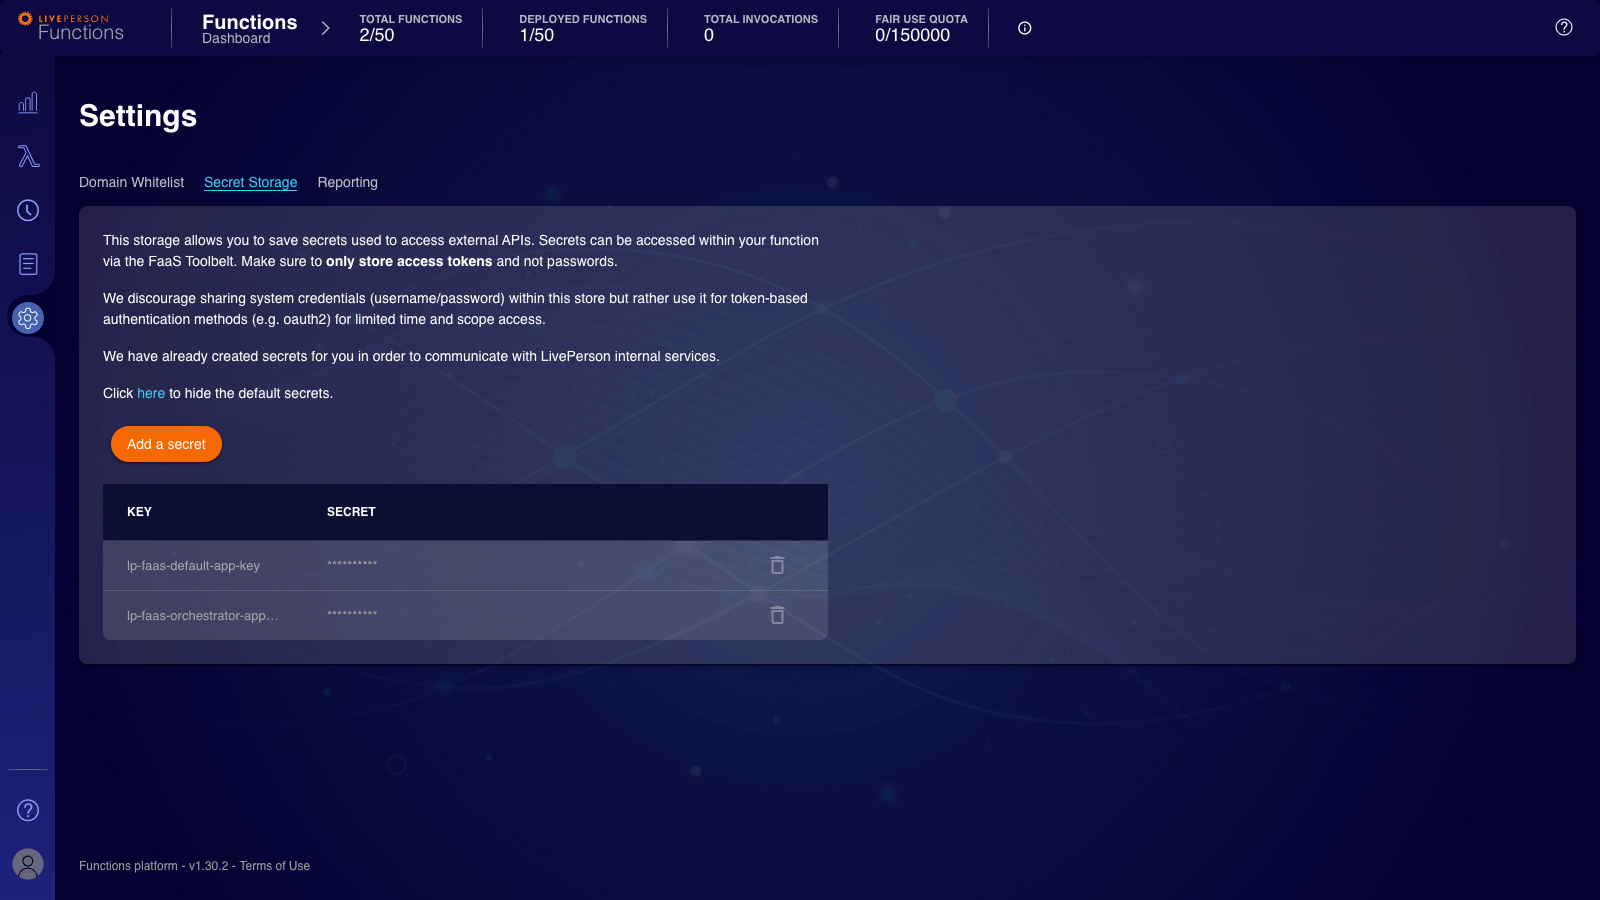 LIVEPERSON
Functions
Functions
Dashboard
TOTAL FUNCTIONS
2/50
DEPLOYED FUNCTIONS
1/50
TOTAL INVOCATIONS
0
FAIR USE QUOTA
0/150000
Settings
Domain Whitelist Secret Storage Reporting
This storage allows you to save secrets used to access external APIs. Secrets can be accessed within your function
via the FaaS Toolbelt. Make sure to only store access tokens and not passwords.
We discourage sharing system credentials (username/password) within this store but rather use it for token-based
authentication methods (e.g. oauth2) for limited time and scope access.
We have already created secrets for you in order to communicate with LivePerson internal services.
Click here to hide the default secrets.
Add a secret
KEY SECRET
lp-faas-default-app-key **********
lp-faas-orchestrator-app… **********
Functions platform - v1.30.2 - Terms of Use